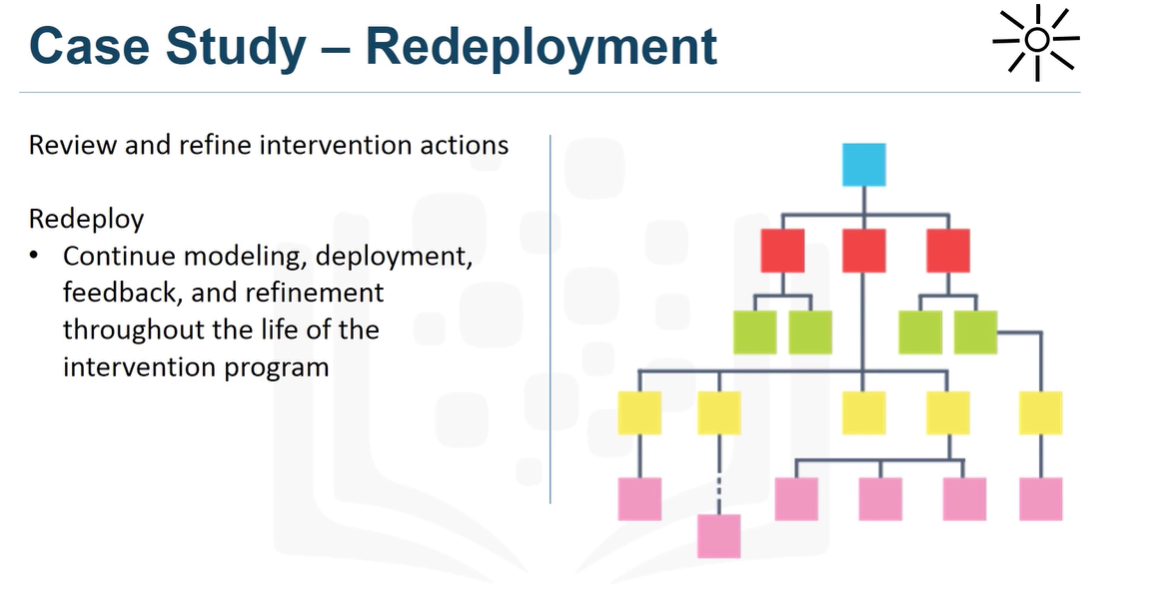 Case Study – Redeployment
Review and refine intervention actions
Redeploy
• Continue modeling, deployment,
feedback, and refinement
throughout the life of the
intervention program